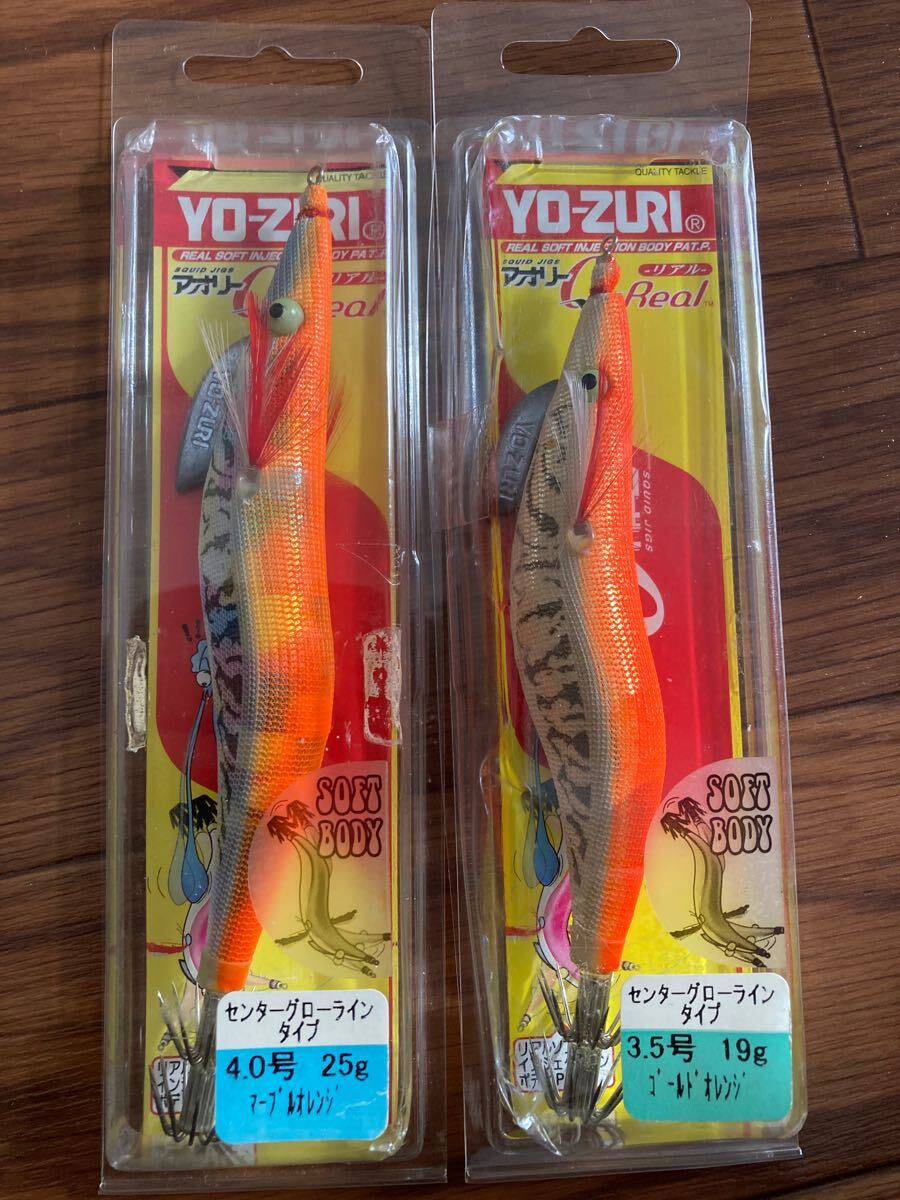 QUALITY TACKLE
YO-ZURI®
REAL SOFT INJECTION BODY PAT.P.
SQUID JIGS
アオリーQ リアル
Real
YO-ZURI
!!
SOFT
BODY
センターグローライン
タイプ
4.0号 25g
マーブルオレンジ
QUALITY TACKLE
YO-ZURI®
REAL SOFT INJECTION BODY PAT.P.
SQUID JIGS
アオリーQ -リアル-
Real™
YO-ZURI
SQUID JIGS
SOFT
BODY
センターグローライン
タイプ
3.5号 19g
ゴールドオレンジ